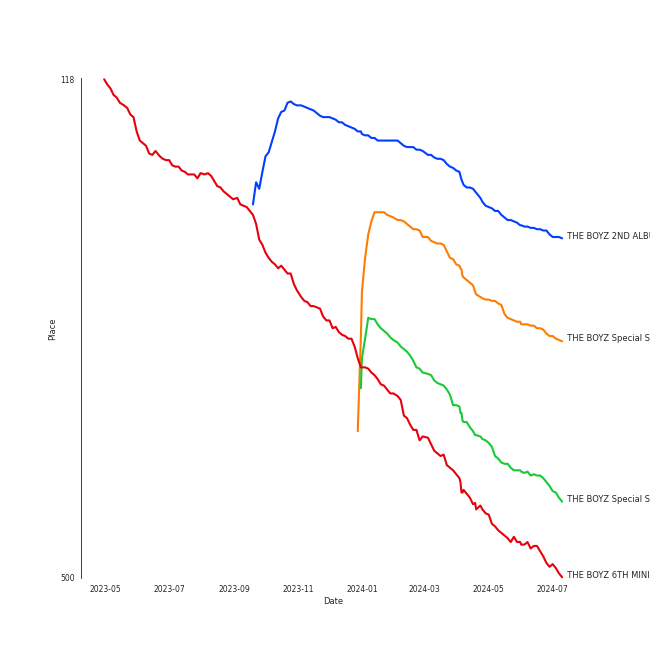 118
THE BOYZ 2ND ALB
Place
THE BOYZ Special S
THE BOYZ Special S
THE BOYZ 6TH MINI
500
2023-05 2023-07 2023-09 2023-11 2024-01 2024-03 2024-05 2024-07
Date